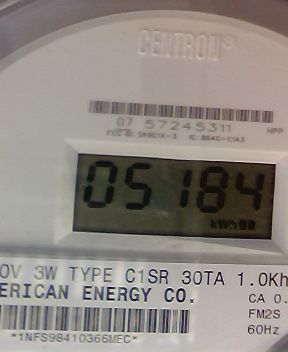 CENTRON®
07 57245311
HPP
05184
kWh
0V 3W TYPE C1SR 30TA 1.0Kh
ERICAN ENERGY CO.
CA 0.
FM2S
60Hz
*1NFS98410366MEC*